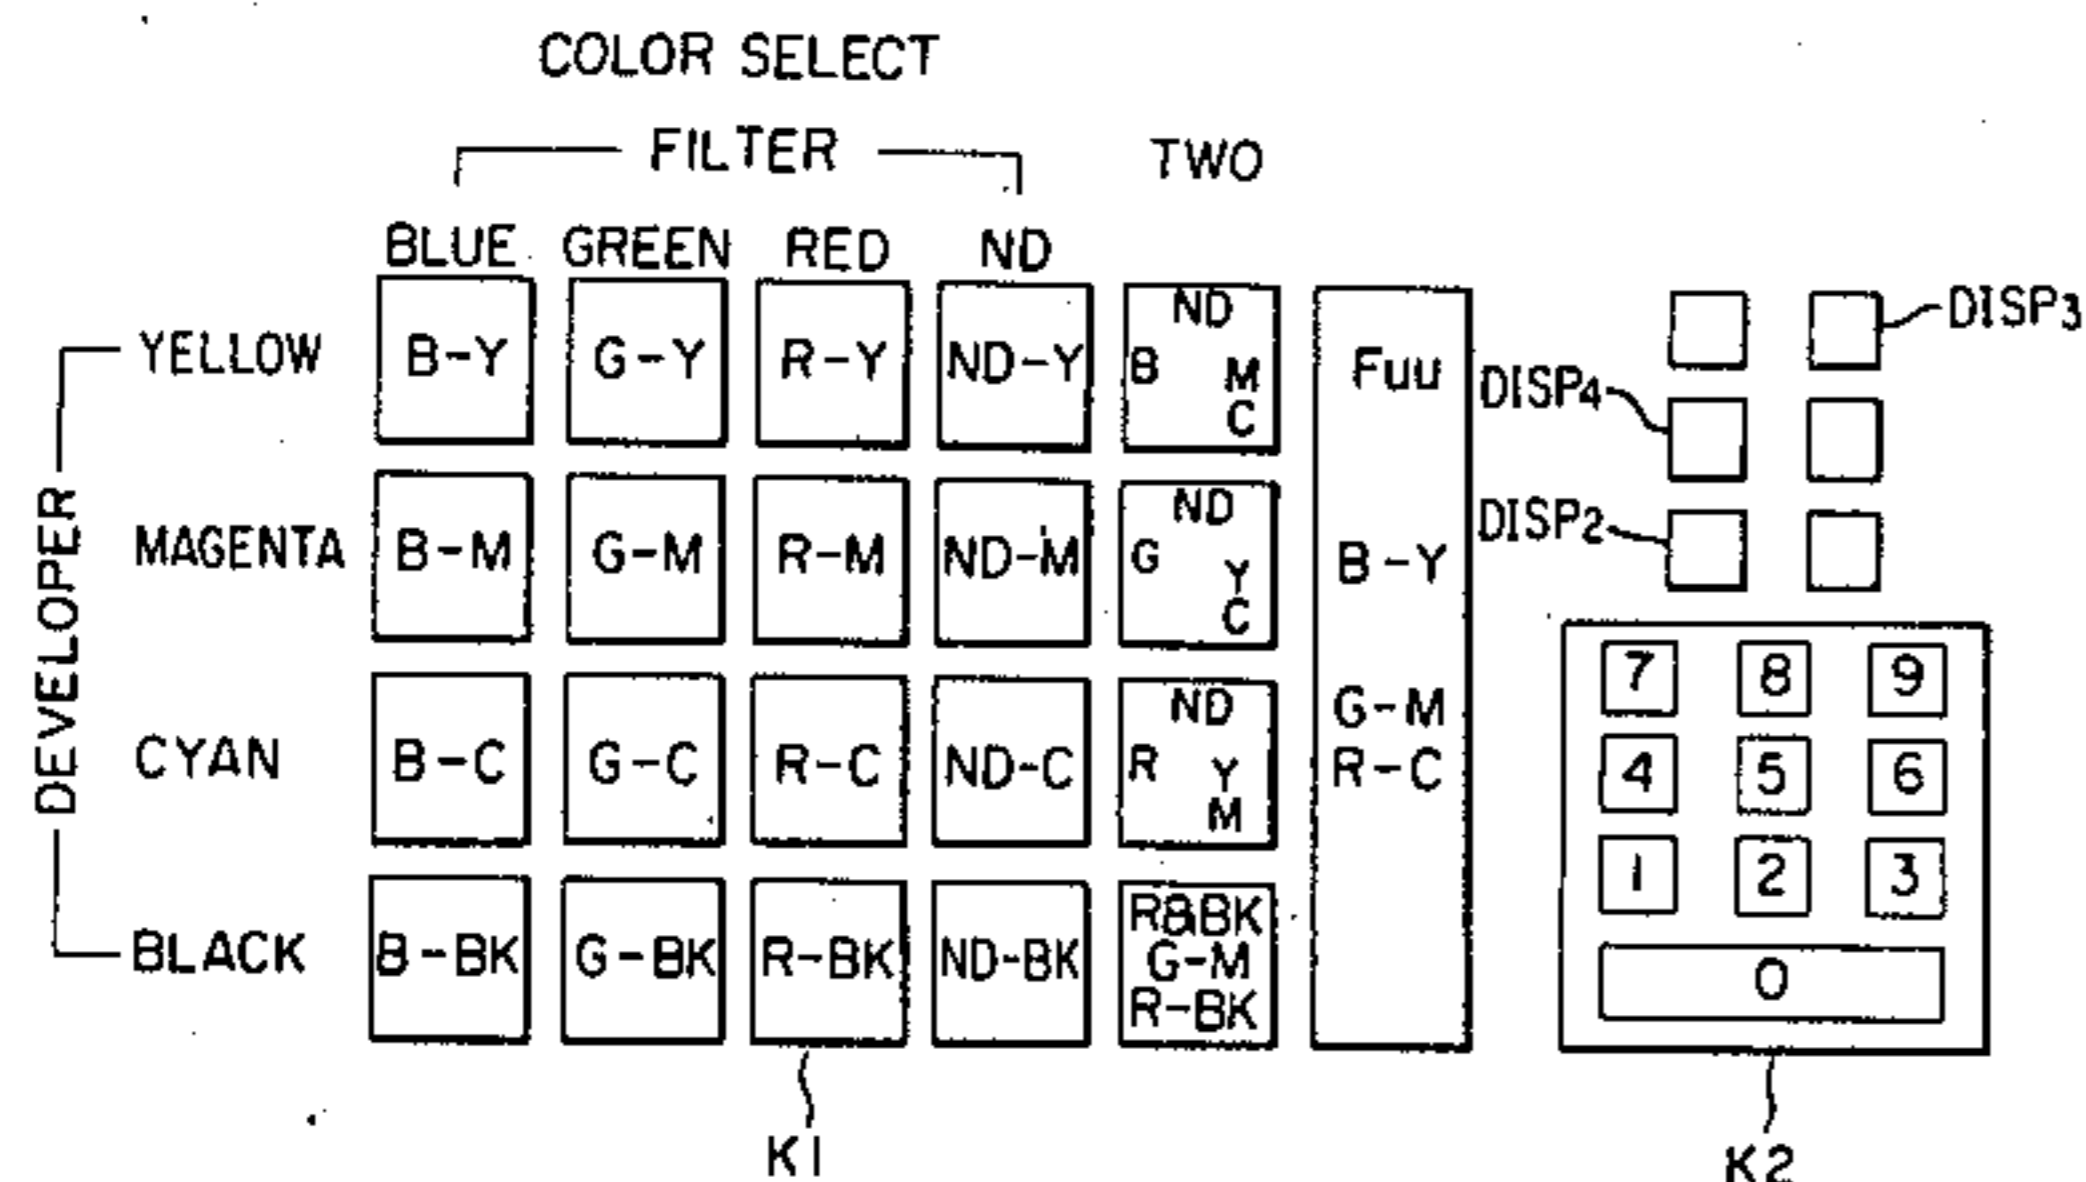 COLOR SELECT
FILTER
TWO
BLUE GREEN RED ND
DEVELOPER
YELLOW
B-Y G-Y R-Y ND-Y
ND
B M
C
MAGENTA
B-M G-M R-M ND-M
ND
G Y
C
CYAN
B-C G-C R-C ND-C
ND
R Y
M
BLACK
B-BK G-BK R-BK ND-BK
R&BK
G-M
R-BK
Fuu
B-Y
G-M
R-C
DISP3
DISP4
DISP2
7 8 9
4 5 6
1 2 3
0
K1
K2